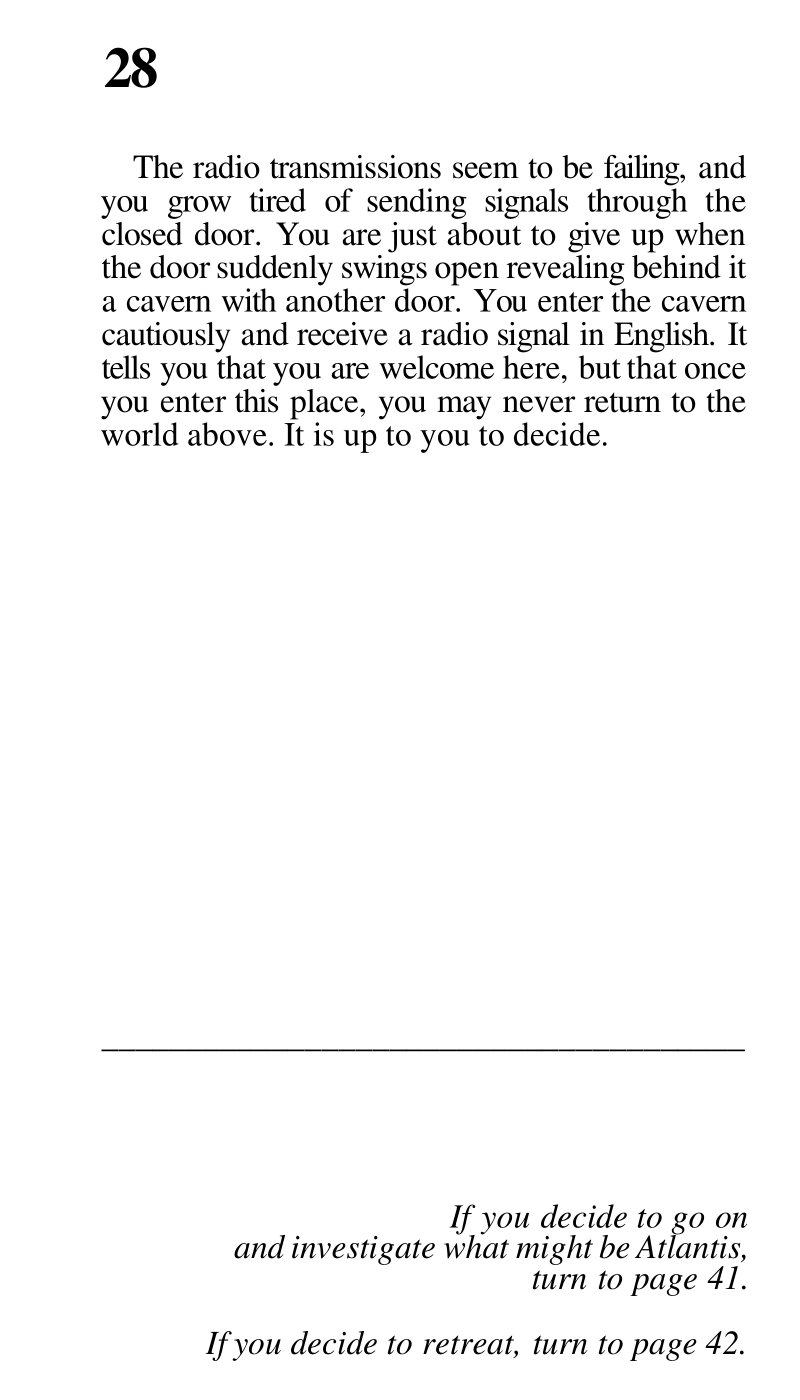 28
The radio transmissions seem to be failing, and
you grow tired of sending signals through the
closed door. You are just about to give up when
the door suddenly swings open revealing behind it
a cavern with another door. You enter the cavern
cautiously and receive a radio signal in English. It
tells you that you are welcome here, but that once
you enter this place, you may never return to the
world above. It is up to you to decide.
If you decide to go on
and investigate what might be Atlantis,
turn to page 41.
If you decide to retreat, turn to page 42.